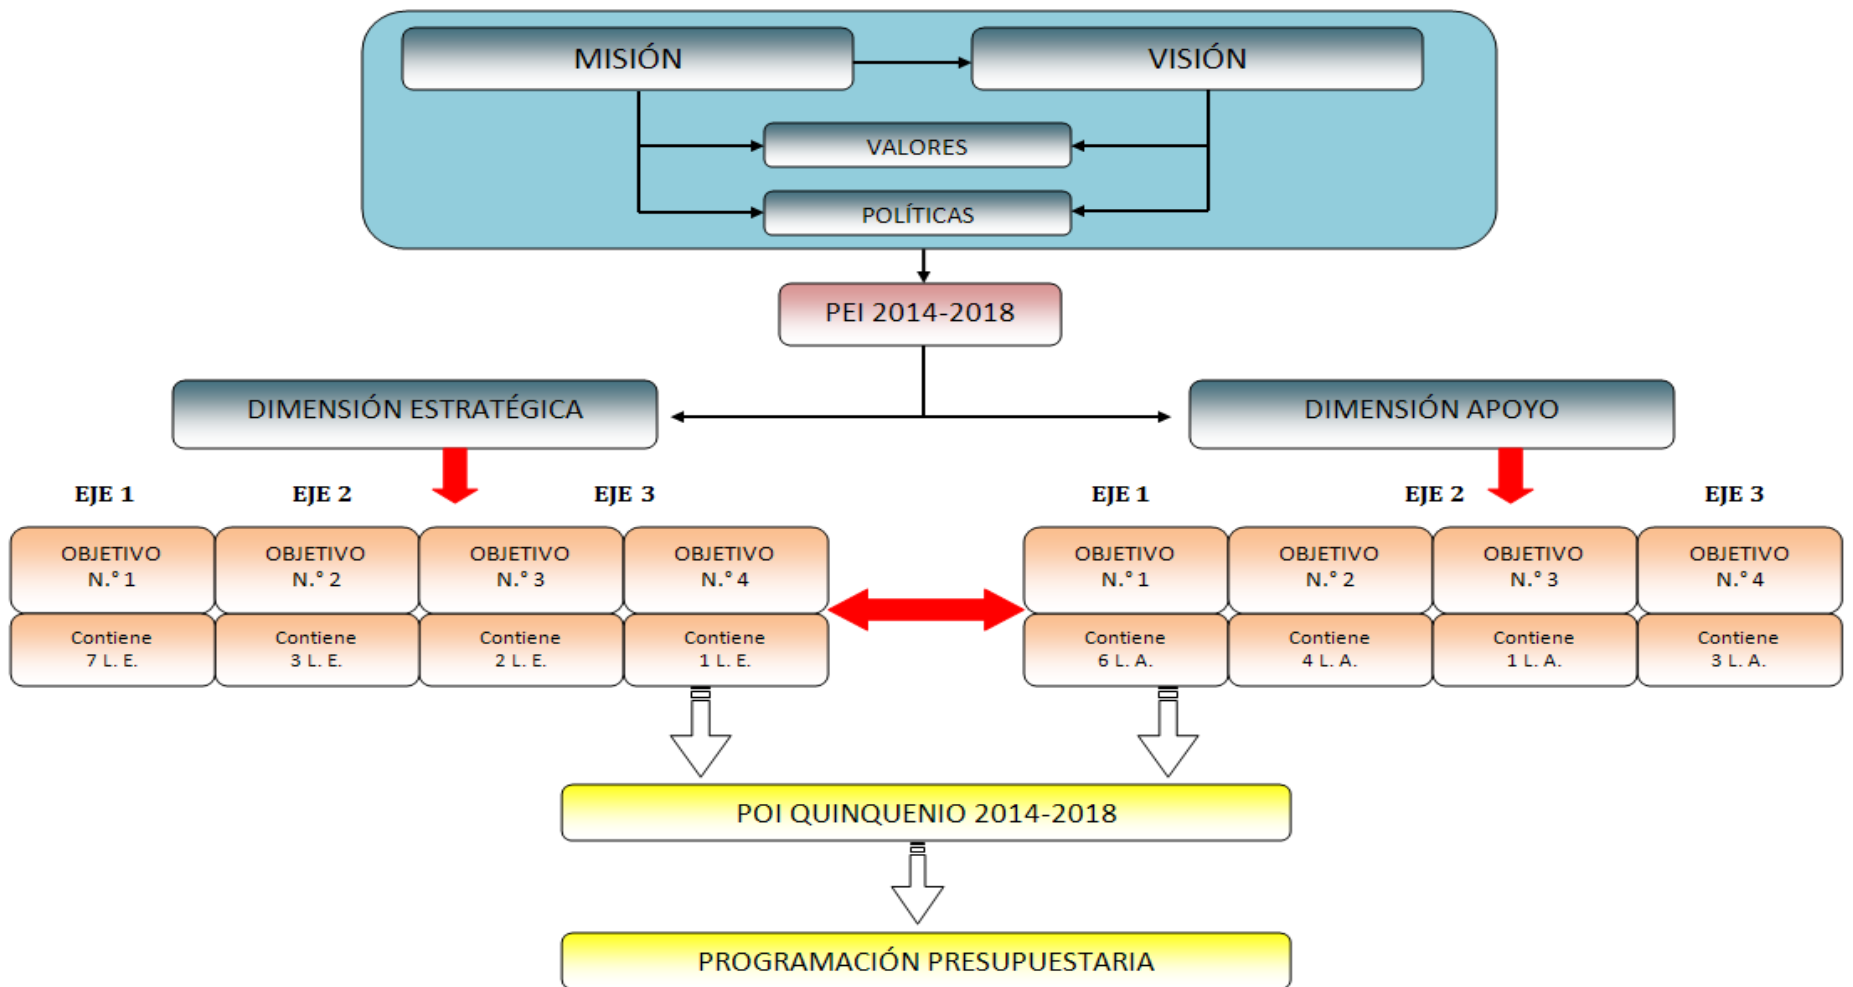 MISIÓN
VISIÓN
VALORES
POLÍTICAS
PEI 2014-2018
DIMENSIÓN ESTRATÉGICA
DIMENSIÓN APOYO
EJE 1
EJE 2
EJE 3
EJE 1
EJE 2
EJE 3
OBJETIVO
N.° 1
OBJETIVO
N.° 2
OBJETIVO
N.° 3
OBJETIVO
N.° 4
OBJETIVO
N.° 1
OBJETIVO
N.° 2
OBJETIVO
N.° 3
OBJETIVO
N.° 4
Contiene
7 L. E.
Contiene
3 L. E.
Contiene
2 L. E.
Contiene
1 L. E.
Contiene
6 L. A.
Contiene
4 L. A.
Contiene
1 L. A.
Contiene
3 L. A.
POI QUINQUENIO 2014-2018
PROGRAMACIÓN PRESUPUESTARIA